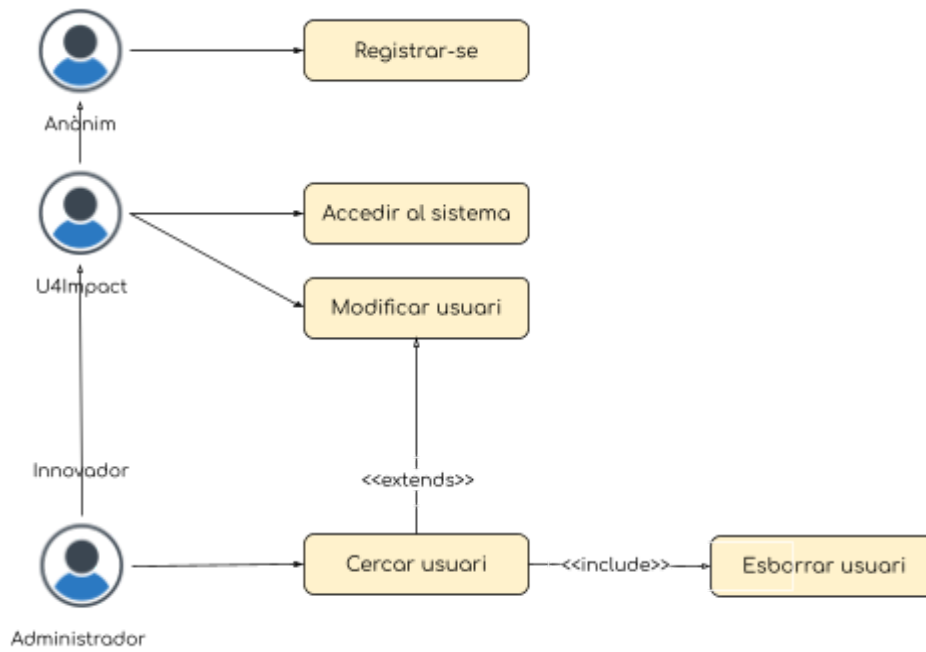 Registrar-se
Anònim
Accedir al sistema
U4Impact
Modificar usuari
Innovador
<<extends>>
Cercar usuari
<<include>>
Esborrar usuari
Administrador